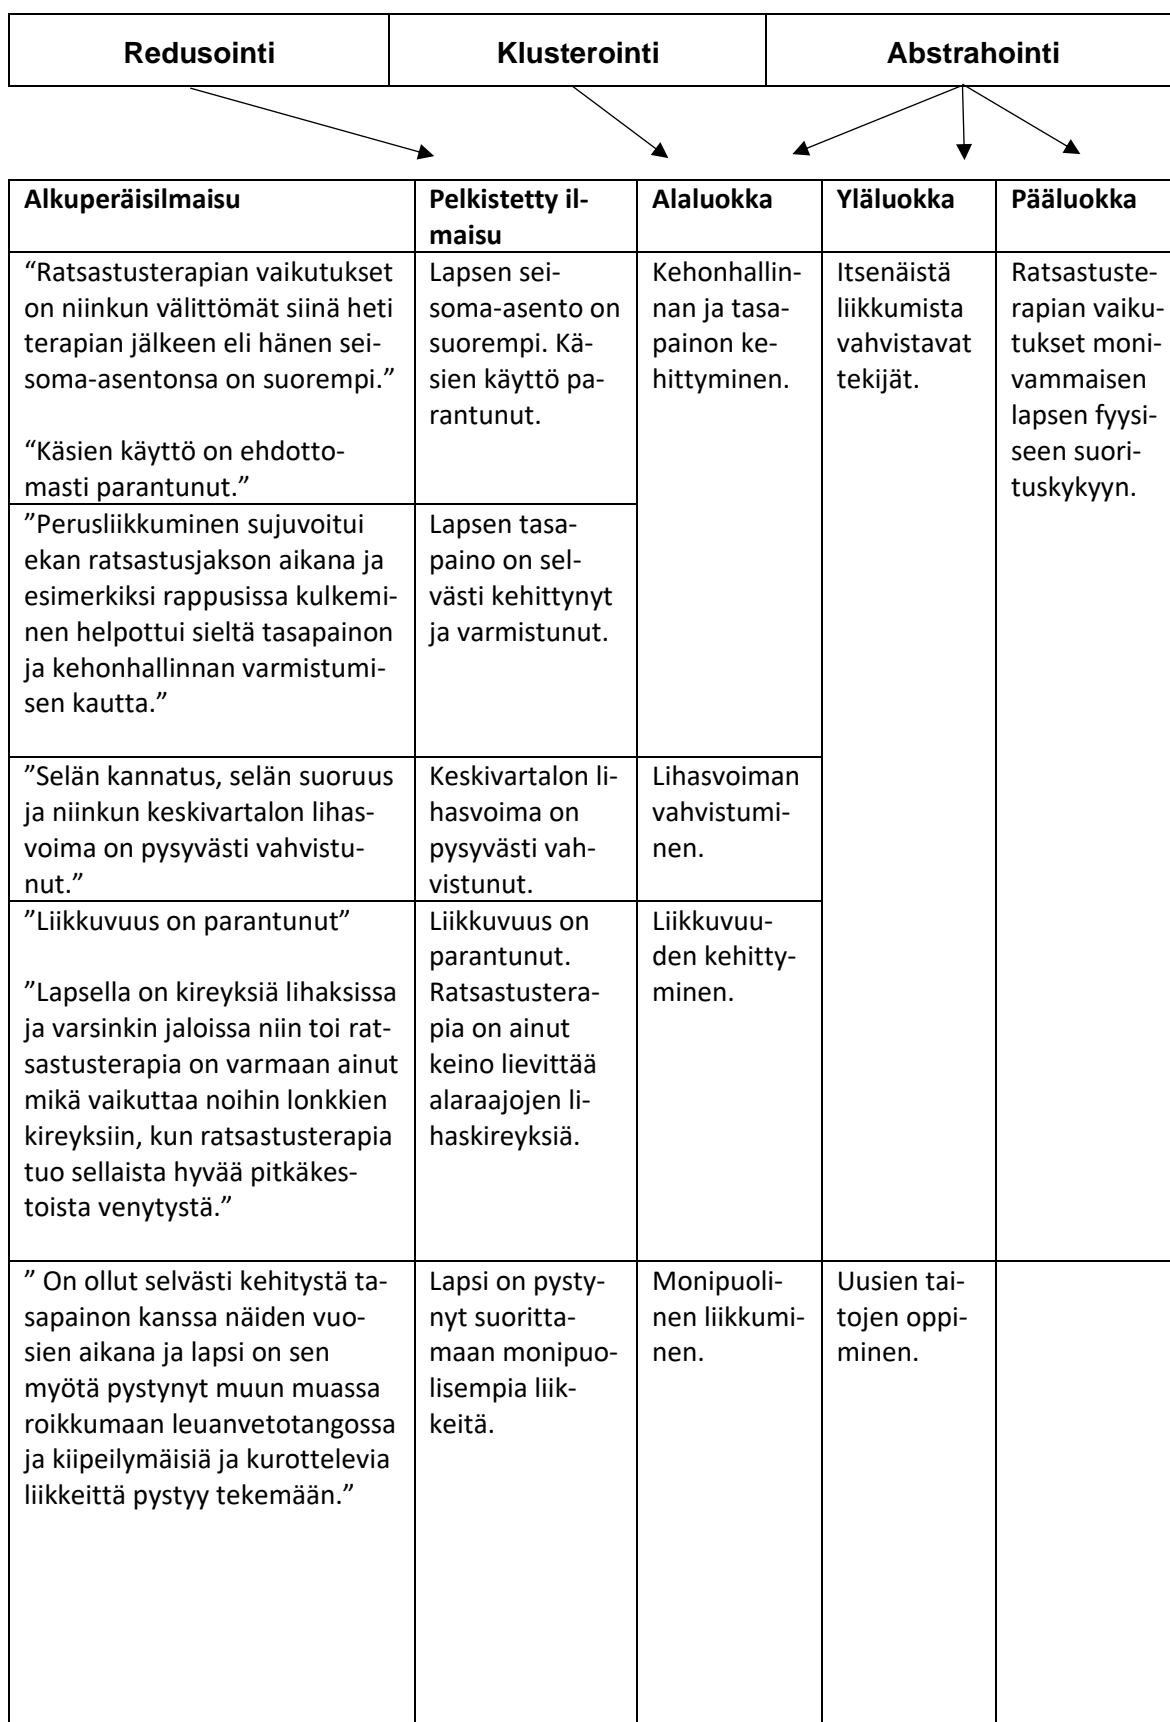 Redusointi
Klusterointi
Abstrahointi
Alkuperäisilmaisu
Pelkistetty il-
maisu
Alaluokka
Yläluokka
Pääluokka
“Ratsastusterapian vaikutukset
on niinkun välittömät siinä heti
terapian jälkeen eli hänen sei-
soma-asentonsa on suorempi.”
“Käsien käyttö on ehdotto-
masti parantunut.”
Lapsen sei-
soma-asento on
suorempi. Kä-
sien käyttö pa-
rantunut.
Kehonhallin-
nan ja tasa-
painon ke-
hittyminen.
Itsenäistä
liikkumista
vahvistavat
tekijät.
Ratsastuste-
rapian vaiku-
tukset moni-
vammaisen
lapsen fyysi-
seen suori-
tuskykyyn.
”Perusliikkuminen sujuvoitui
ekan ratsastusjakson aikana ja
esimerkiksi rappusissa kulkemi-
nen helpottui sieltä tasapainon
ja kehonhallinnan varmistumi-
sen kautta.”
Lapsen tasa-
paino on sel-
västi kehittynyt
ja varmistunut.
”Selän kannatus, selän suoruus
ja niinkun keskivartalon lihas-
voima on pysyvästi vahvistu-
nut.”
Keskivartalon li-
hasvoima on
pysyvästi vah-
vistunut.
Lihasvoiman
vahvistumi-
nen.
”Liikkuvuus on parantunut”
”Lapsella on kireyksiä lihaksissa
ja varsinkin jaloissa niin toi rat-
sastusterapia on varmaan ainut
mikä vaikuttaa noihin lonkkien
kireyksiin, kun ratsastusterapia
tuo sellaista hyvää pitkäkes-
toista venytystä.”
Liikkuvuus on
parantunut.
Ratsastustera-
pia on ainut
keino lievittää
alaraajojen li-
haskireyksiä.
Liikkuvuu-
den kehitty-
minen.
” On ollut selvästi kehitystä ta-
sapainon kanssa näiden vuo-
sien aikana ja lapsi on sen
myötä pystynyt muun muassa
roikkumaan leuanvetotangossa
ja kiipeilymäisiä ja kurottelevia
liikkeittä pystyy tekemään.”
Lapsi on pysty-
nyt suoritta-
maan monipuo-
lisempia liik-
keitä.
Monipuoli-
nen liikkumi-
nen.
Uusien tai-
tojen oppi-
minen.